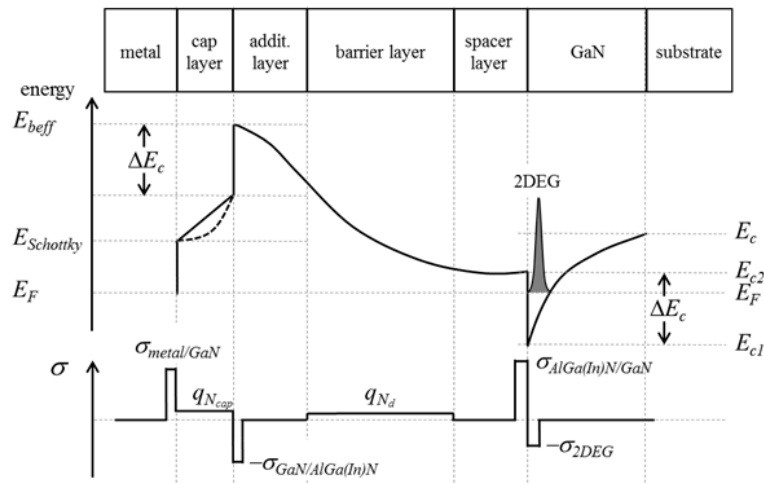 metal
cap
layer
addit.
layer
barrier layer
spacer
layer
GaN
substrate
energy
E_beff
ΔE_c
2DEG
E_Schottky
E_c
E_c2
E_F
E_F
ΔE_c
E_c1
σ
σ_metal/GaN
q_N_cap
q_N_d
σ_AlGa(In)N/GaN
−σ_2DEG
−σ_GaN/AlGa(In)N